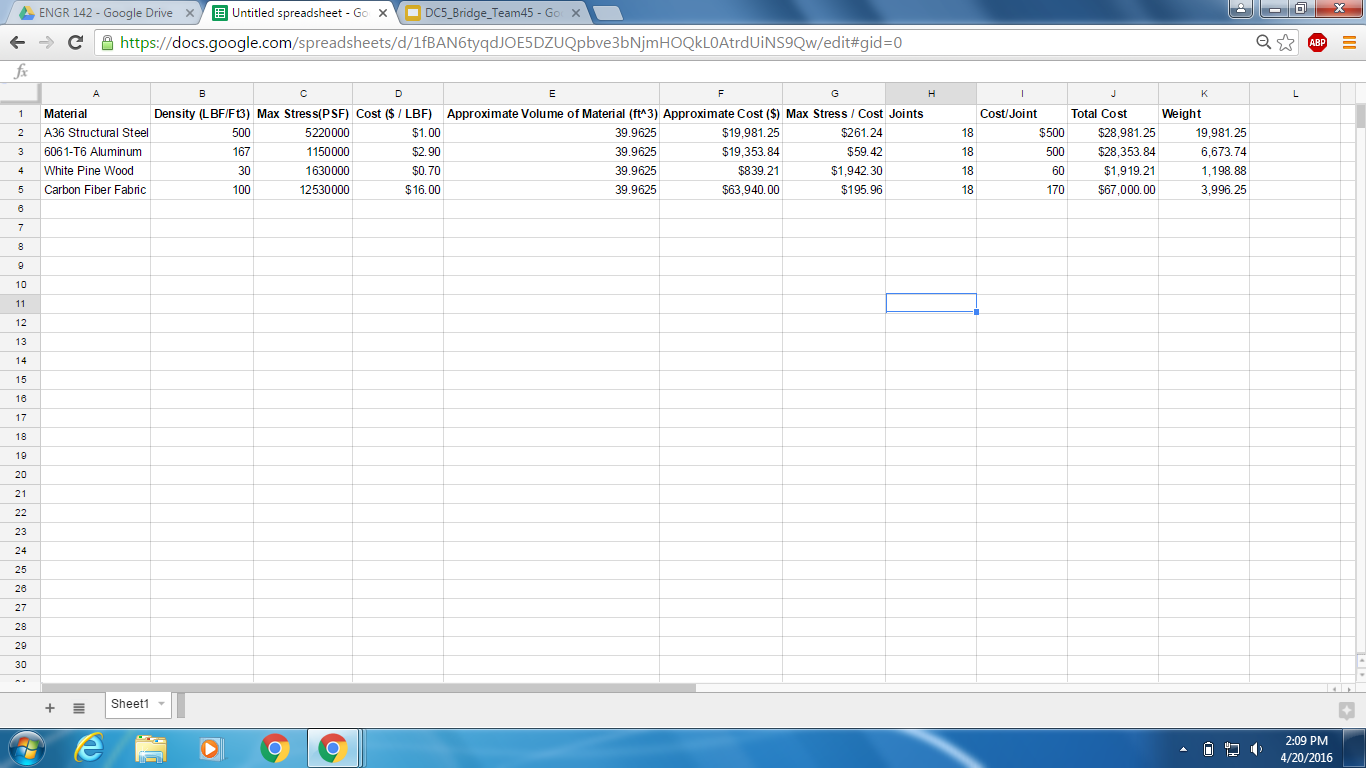 ENGR 142 - Google Drive Untitled spreadsheet - Go DC5_Bridge_Team45 - Go
https://docs.google.com/spreadsheets/d/1fBAN6tyqdJOE5DZUQpbve3bNjmHOQkL0AtrdUiNS9Qw/edit#gid=0 ABP
fx
A B C D E F G H I J K L
1 Material Density (LBF/Ft3) Max Stress(PSF) Cost ($ / LBF) Approximate Volume of Material (ft^3) Approximate Cost ($) Max Stress / Cost Joints Cost/Joint Total Cost Weight
2 A36 Structural Steel 500 5220000 $1.00 39.9625 $19,981.25 $261.24 18 $500 $28,981.25 19,981.25
3 6061-T6 Aluminum 167 1150000 $2.90 39.9625 $19,353.84 $59.42 18 500 $28,353.84 6,673.74
4 White Pine Wood 30 1630000 $0.70 39.9625 $839.21 $1,942.30 18 60 $1,919.21 1,198.88
5 Carbon Fiber Fabric 100 12530000 $16.00 39.9625 $63,940.00 $195.96 18 170 $67,000.00 3,996.25
6
7
8
9
10
11
12
13
14
15
16
17
18
19
20
21
22
23
24
25
26
27
28
29
30
Sheet1
2:09 PM
4/20/2016